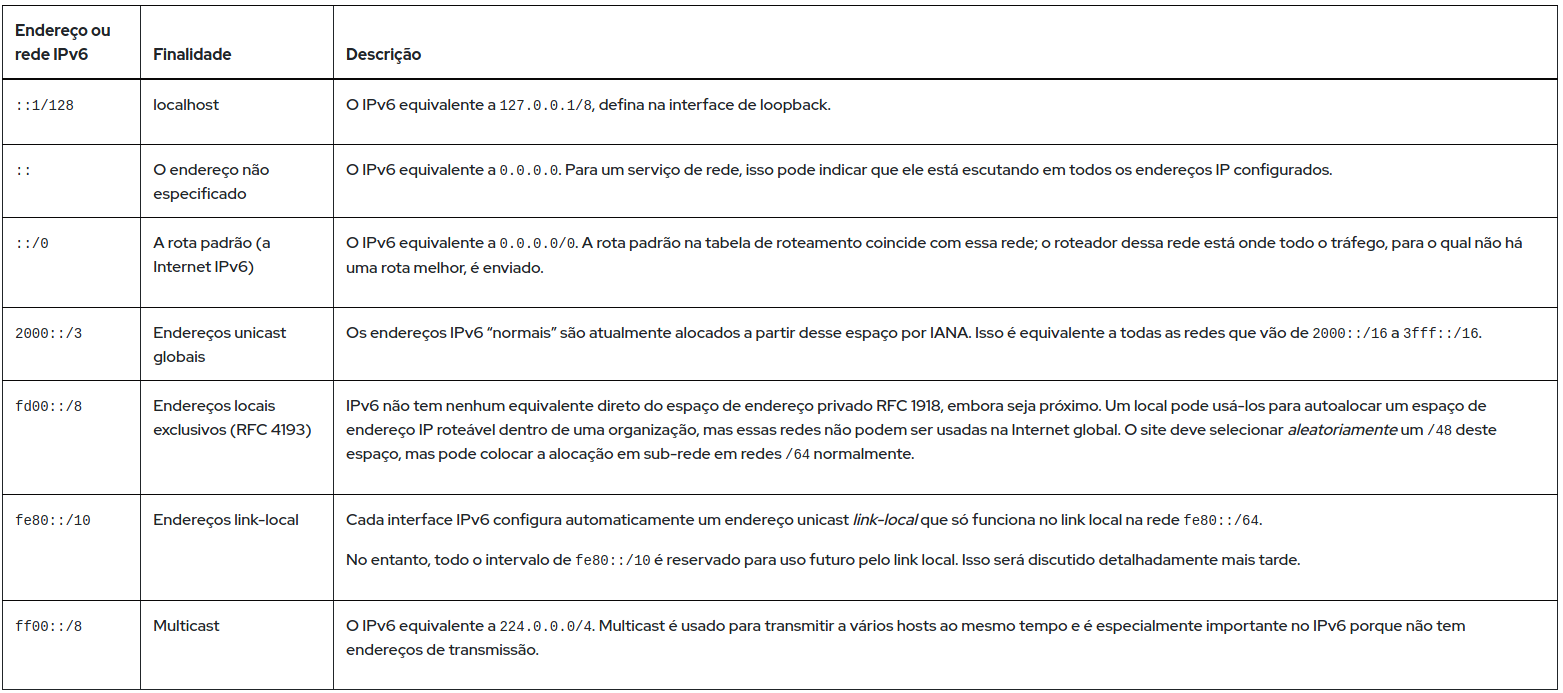 Endereço ou
rede IPv6
Finalidade
Descrição
::1/128
localhost
O IPv6 equivalente a 127.0.0.1/8, defina na interface de loopback.
::
O endereço não
especificado
O IPv6 equivalente a 0.0.0.0. Para um serviço de rede, isso pode indicar que ele está escutando em todos os endereços IP configurados.
::/0
A rota padrão (a
Internet IPv6)
O IPv6 equivalente a 0.0.0.0/0. A rota padrão na tabela de roteamento coincide com essa rede; o roteador dessa rede está onde todo o tráfego, para o qual não há
uma rota melhor, é enviado.
2000::/3
Endereços unicast
globais
Os endereços IPv6 “normais” são atualmente alocados a partir desse espaço por IANA. Isso é equivalente a todas as redes que vão de 2000::/16 a 3fff::/16.
fd00::/8
Endereços locais
exclusivos (RFC 4193)
IPv6 não tem nenhum equivalente direto do espaço de endereço privado RFC 1918, embora seja próximo. Um local pode usá-los para autoalocar um espaço de
endereço IP roteável dentro de uma organização, mas essas redes não podem ser usadas na Internet global. O site deve selecionar aleatoriamente um /48 deste
espaço, mas pode colocar a alocação em sub-rede em redes /64 normalmente.
fe80::/10
Endereços link-local
Cada interface IPv6 configura automaticamente um endereço unicast link-local que só funciona no link local na rede fe80::/64.
No entanto, todo o intervalo de fe80::/10 é reservado para uso futuro pelo link local. Isso será discutido detalhadamente mais tarde.
ff00::/8
Multicast
O IPv6 equivalente a 224.0.0.0/4. Multicast é usado para transmitir a vários hosts ao mesmo tempo e é especialmente importante no IPv6 porque não tem
endereços de transmissão.